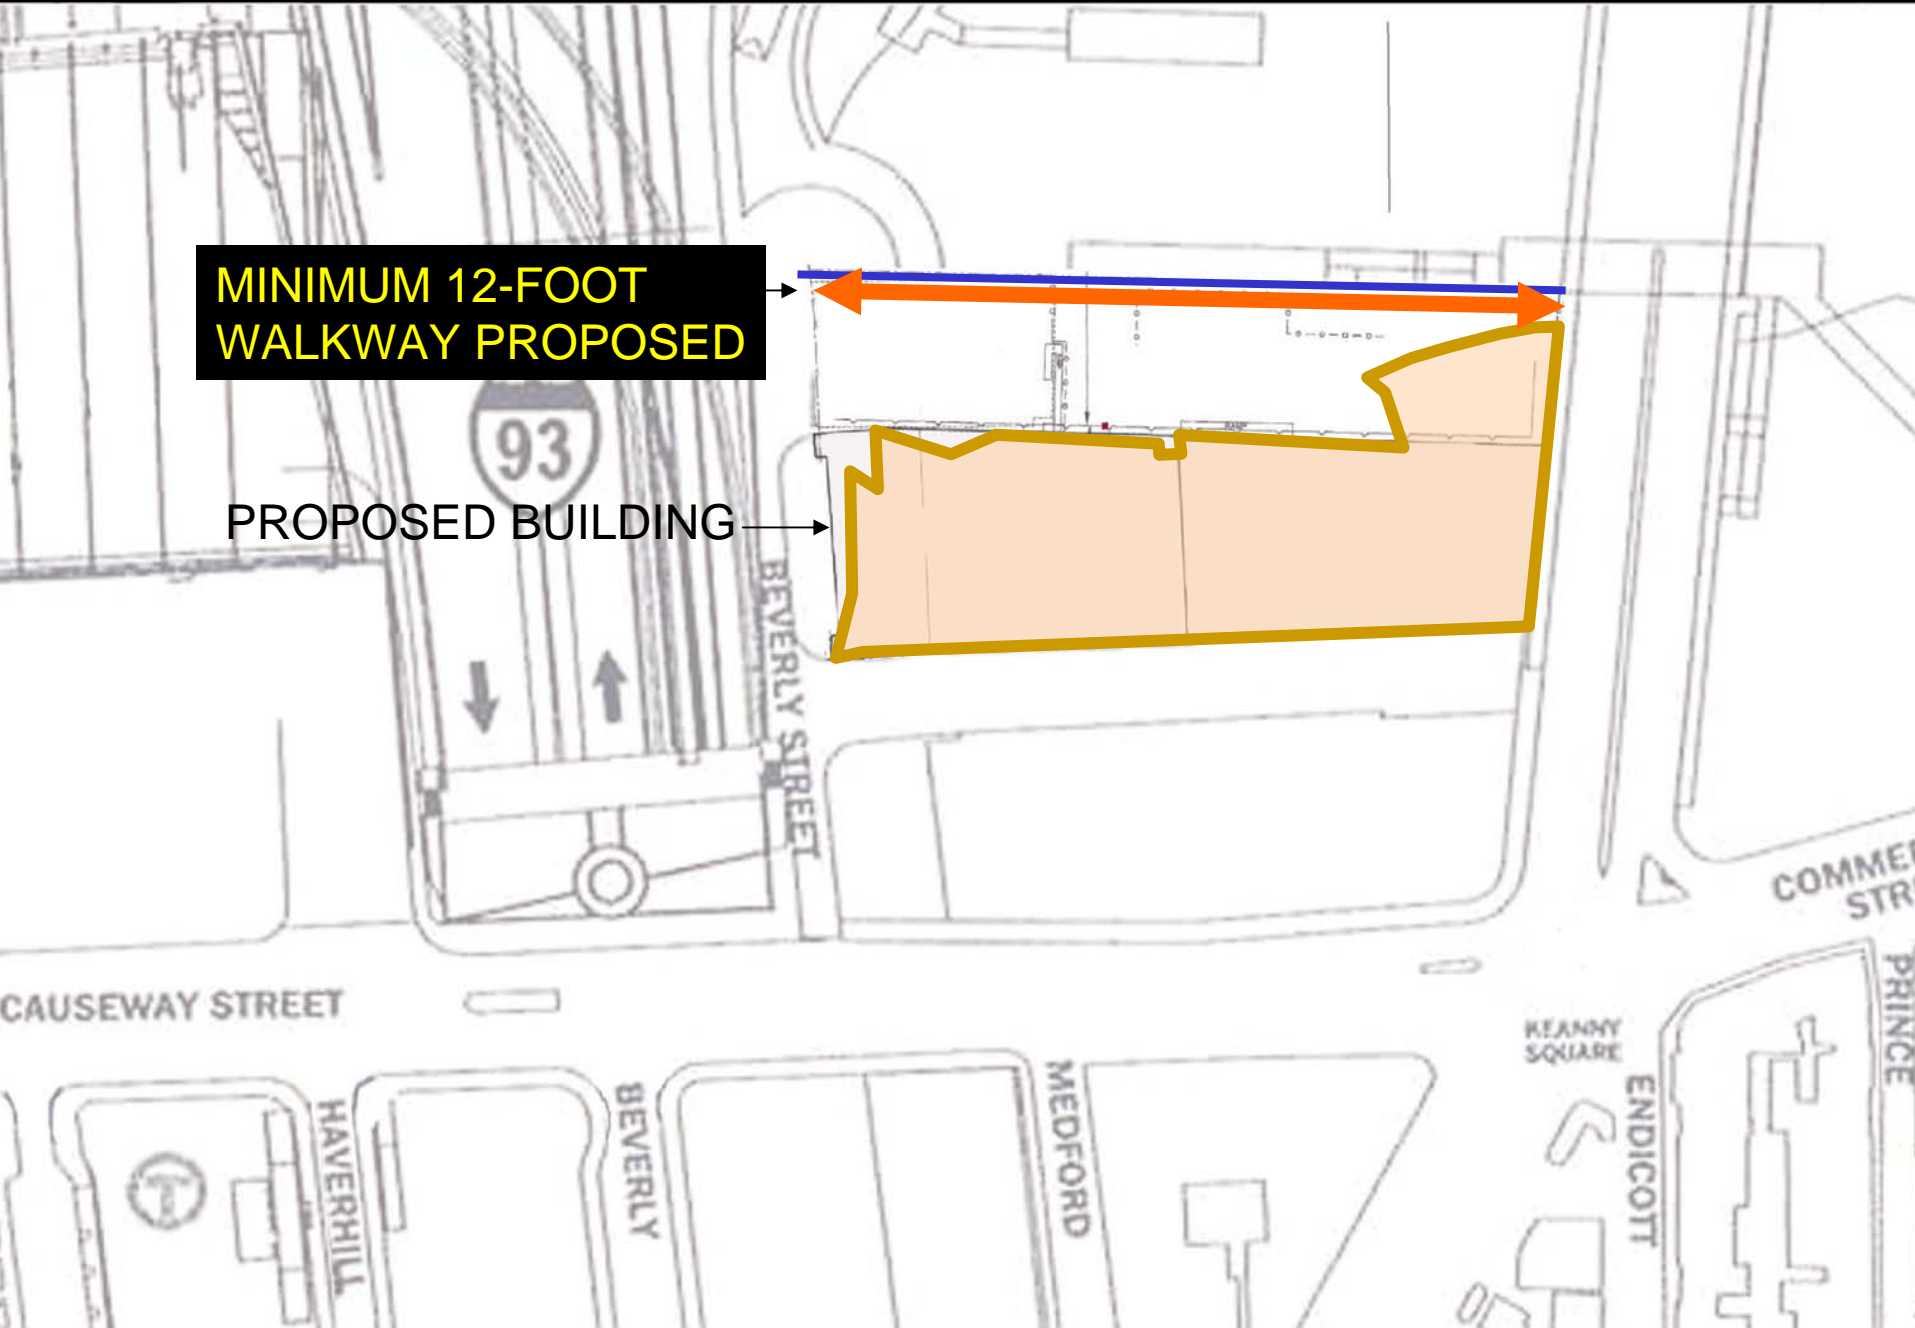 MINIMUM 12-FOOT
WALKWAY PROPOSED
93
PROPOSED BUILDING
BEVERLY STREET
COMMER
STR
CAUSEWAY STREET
KEANNY
SQUARE
PRINCE
HAVERHILL
BEVERLY
MEDFORD
ENDICOTT
T